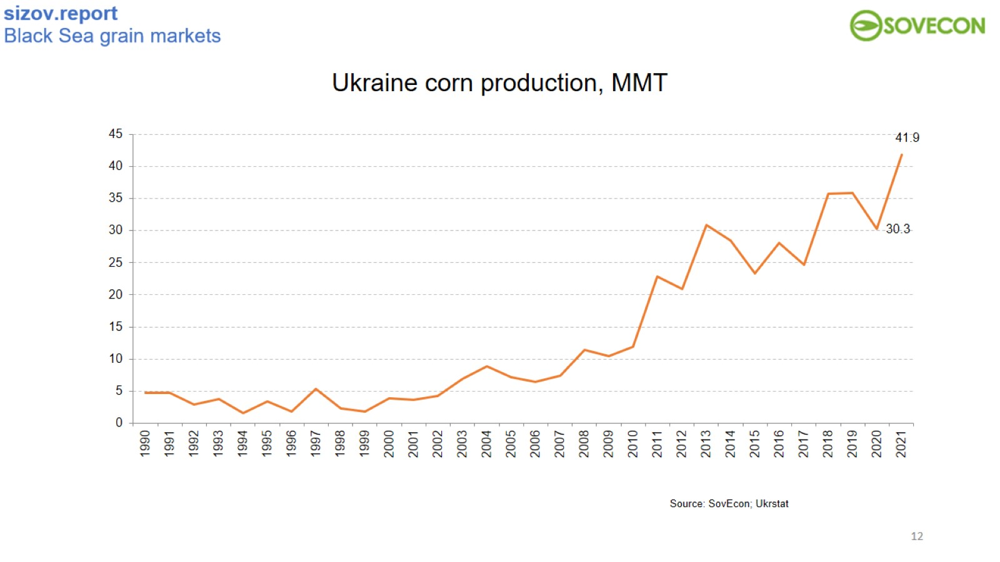 sizov.report
Black Sea grain markets
SOVECON
Ukraine corn production, MMT
45
40
35
30
25
20
15
10
5
0
41.9
30.3
1990 1991 1992 1993 1994 1995 1996 1997 1998 1999 2000 2001 2002 2003 2004 2005 2006 2007 2008 2009 2010 2011 2012 2013 2014 2015 2016 2017 2018 2019 2020 2021
Source: SovEcon; Ukrstat
12